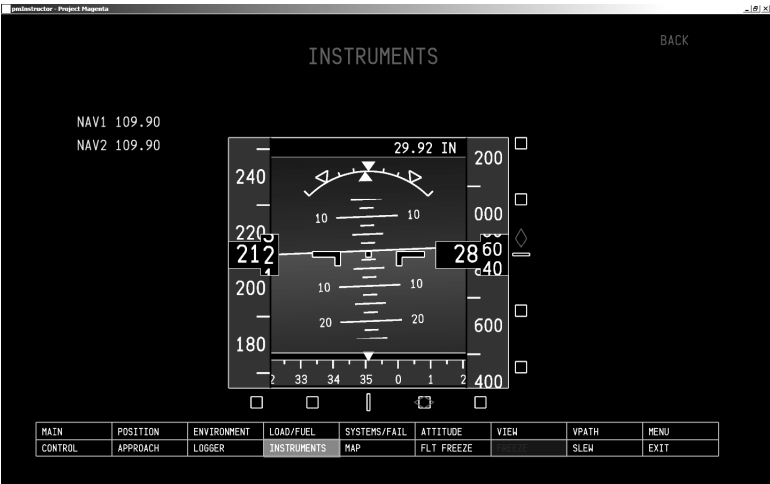 pmInstructor - Project Magenta
BACK
INSTRUMENTS
NAV1 109.90
NAV2 109.90
29.92 IN
240
220
212
200
180
10 10
10 10
20 20
200
000
28 60
40
600
400
2 33 34 35 0 1 2
MAIN POSITION ENVIRONMENT LOAD/FUEL SYSTEMS/FAIL ATTITUDE VIEW VPATH MENU
CONTROL APPROACH LOGGER INSTRUMENTS MAP FLT FREEZE FREEZE SLEW EXIT